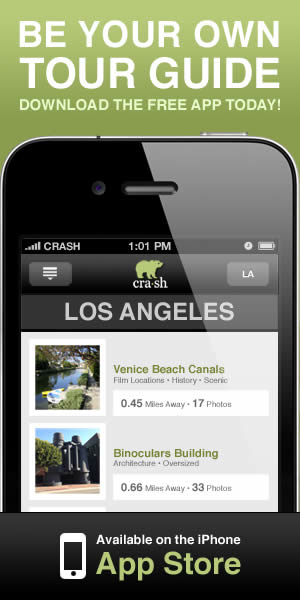 BE YOUR OWN
TOUR GUIDE
DOWNLOAD THE FREE APP TODAY!
CRASH 1:01 PM
cra·sh
LA
LOS ANGELES
Venice Beach Canals
Film Locations • History • Scenic
0.45 Miles Away • 17 Photos
Binoculars Building
Architecture • Oversized
0.66 Miles Away • 33 Photos
Available on the iPhone
App Store